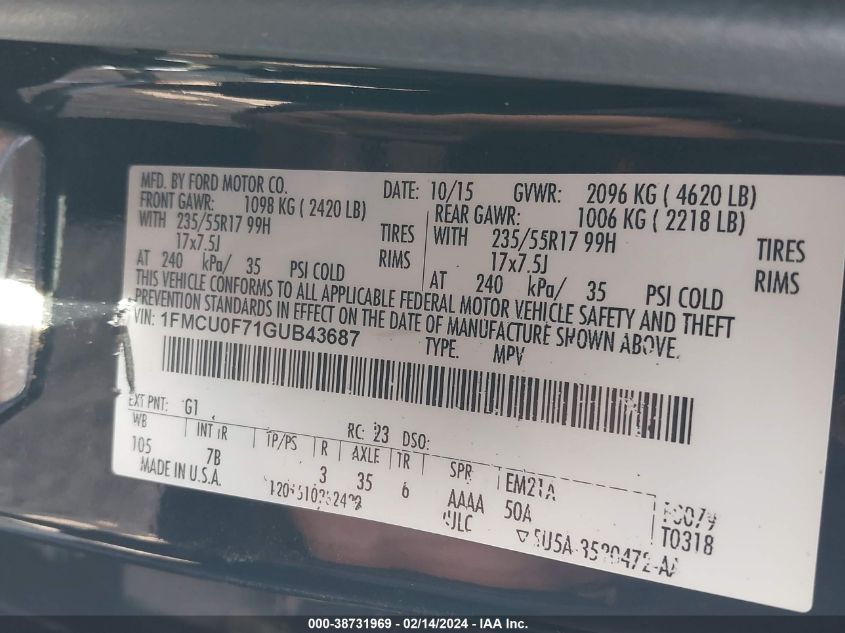 MFD. BY FORD MOTOR CO. DATE: 10/15 GVWR: 2096 KG ( 4620 LB)
FRONT GAWR: 1098 KG ( 2420 LB) REAR GAWR: 1006 KG ( 2218 LB)
WITH 235/55R17 99H TIRES WITH 235/55R17 99H TIRES
17x7.5J RIMS 17x7.5J RIMS
AT 240 kPa/ 35 PSI COLD AT 240 kPa/ 35 PSI COLD
THIS VEHICLE CONFORMS TO ALL APPLICABLE FEDERAL MOTOR VEHICLE SAFETY AND THEFT
PREVENTION STANDARDS IN EFFECT ON THE DATE OF MANUFACTURE SHOWN ABOVE.
VIN: 1FMCU0F71GUB43687 TYPE: MPV
EXT PNT: G1 RC: 23 DSO:
WB INT TR TP/PS R AXLE TR SPR EM21A
105 7B 3 35 6 AAAA 50A
MADE IN U.S.A. T0318
000-38731969 - 02/14/2024 - IAA Inc.